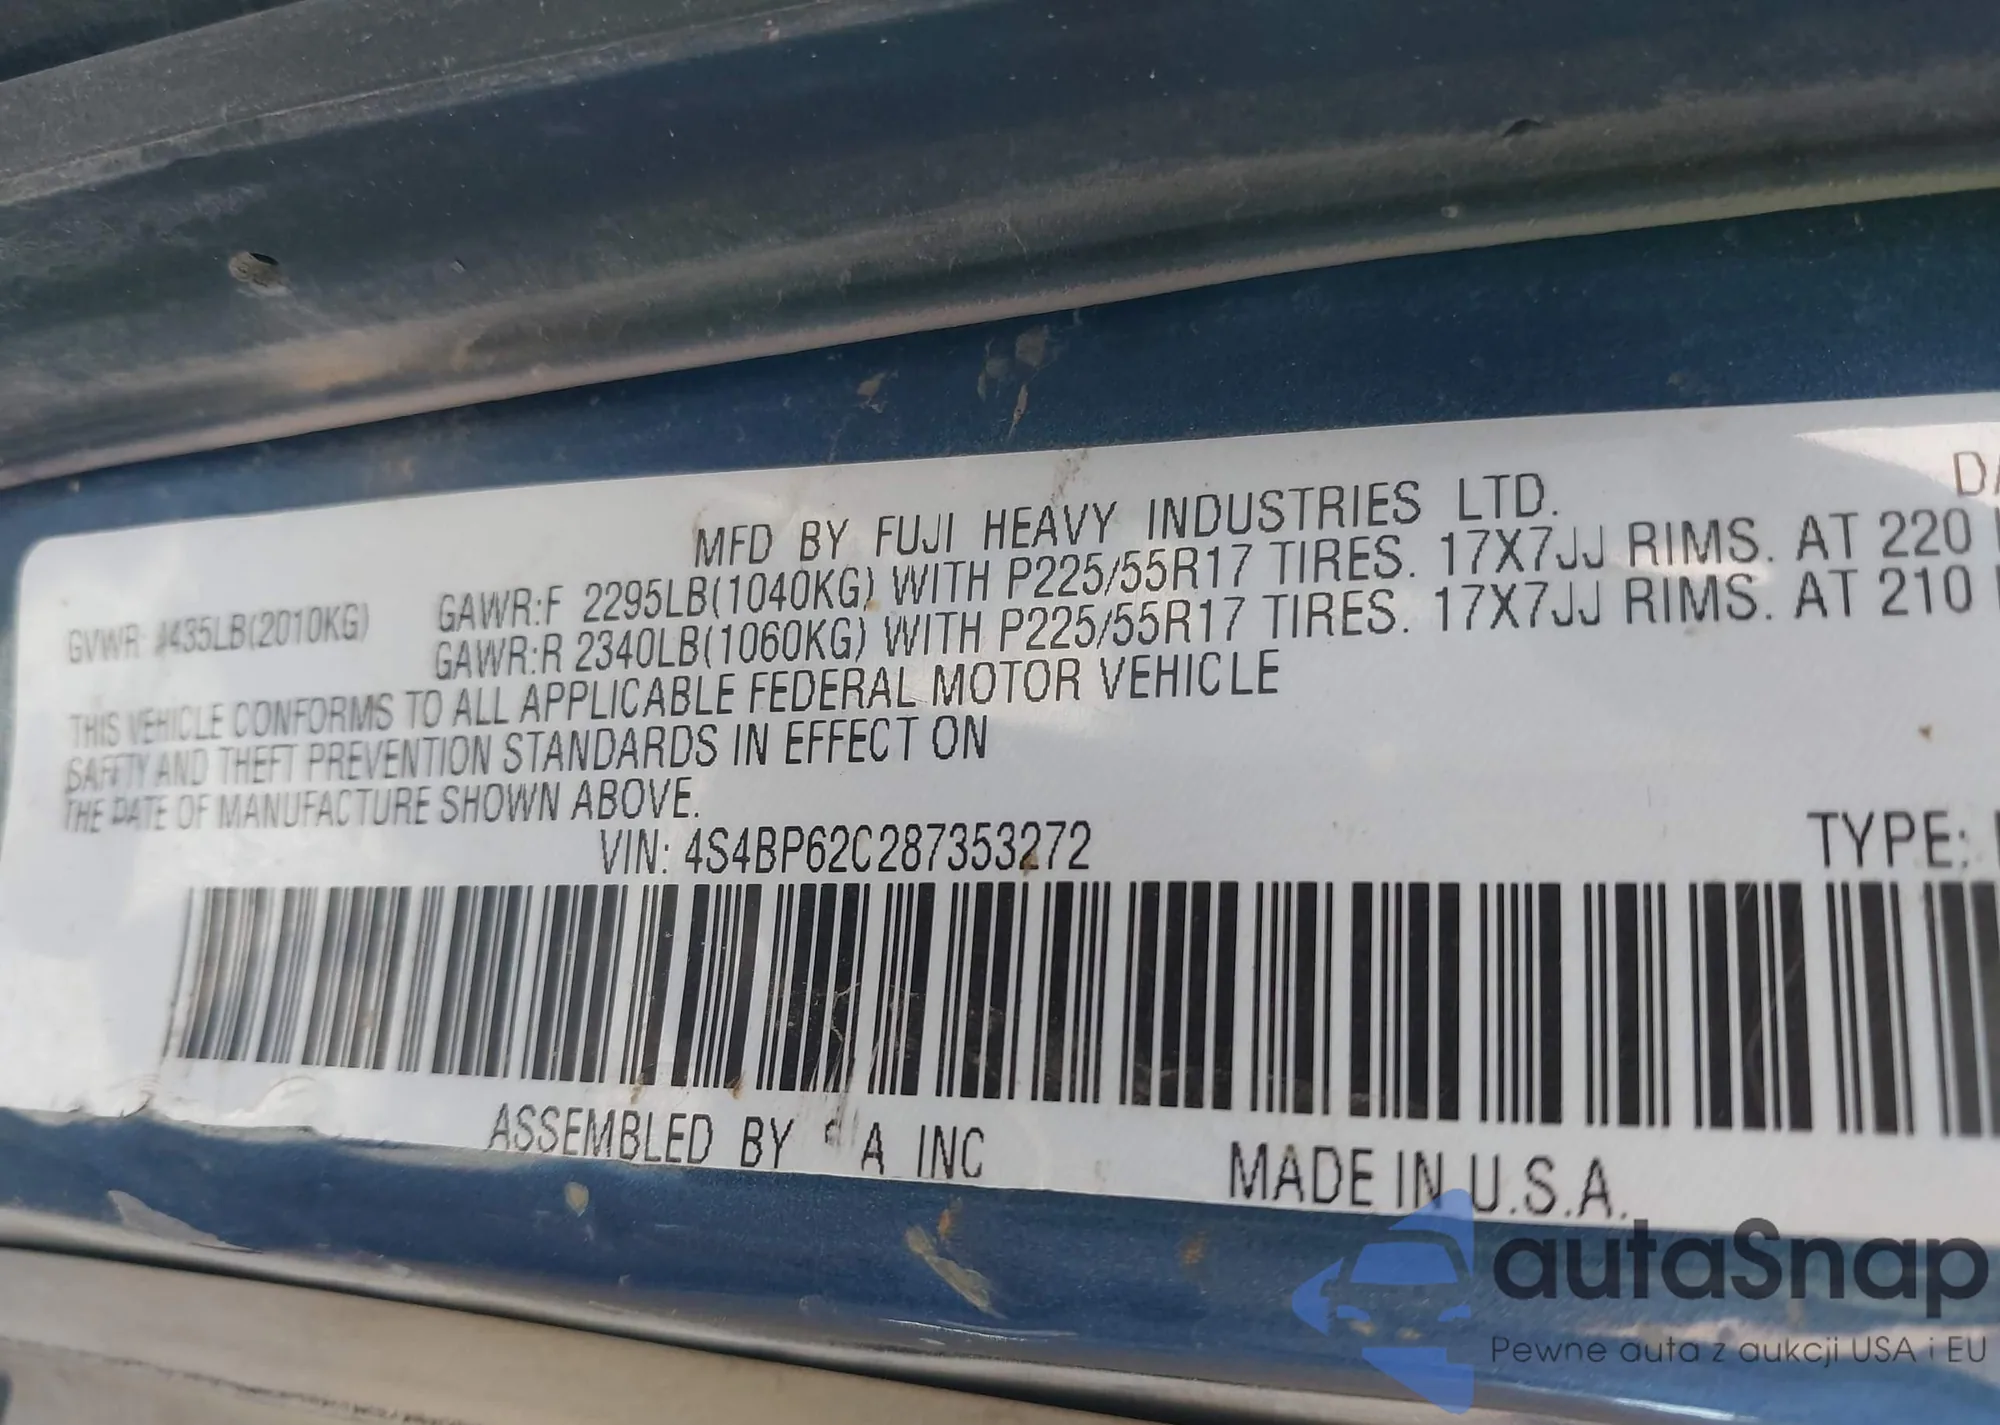 DA
MFD BY FUJI HEAVY INDUSTRIES LTD.
GVWR: 4435LB(2010KG) GAWR:F 2295LB(1040KG) WITH P225/55R17 TIRES. 17X7JJ RIMS. AT 220
GAWR:R 2340LB(1060KG) WITH P225/55R17 TIRES. 17X7JJ RIMS. AT 210
THIS VEHICLE CONFORMS TO ALL APPLICABLE FEDERAL MOTOR VEHICLE
SAFETY AND THEFT PREVENTION STANDARDS IN EFFECT ON
THE DATE OF MANUFACTURE SHOWN ABOVE.
VIN: 4S4BP62C287353272 TYPE:
ASSEMBLED BY A INC MADE IN U.S.A.
autaSnap
Pewne auta z aukcji USA i EU